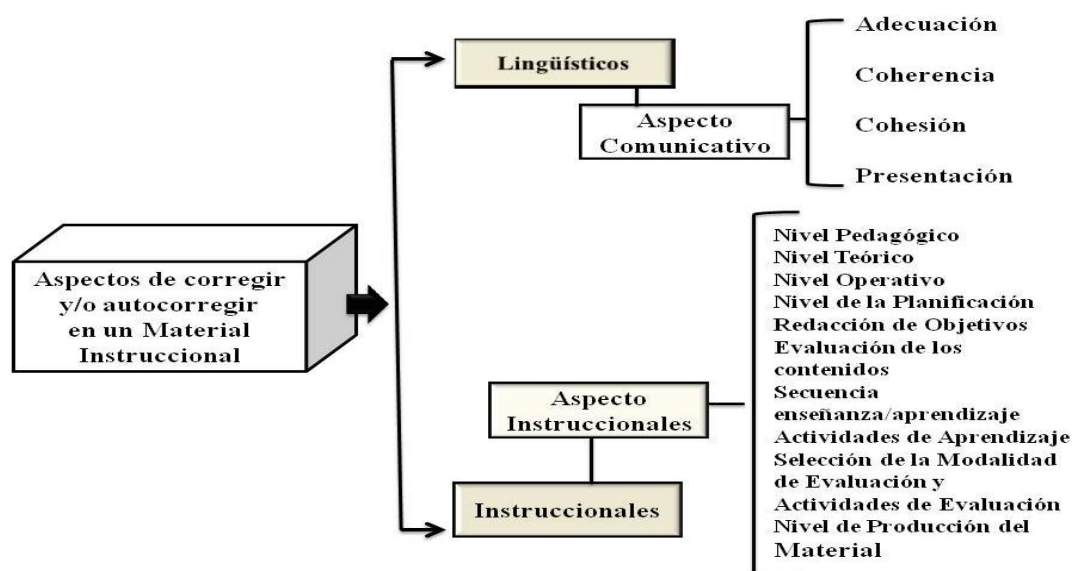 Aspectos de corregir
y/o autocorregir
en un Material
Instruccional
Lingüísticos
Aspecto
Comunicativo
Adecuación
Coherencia
Cohesión
Presentación
Aspecto
Instruccionales
Instruccionales
Nivel Pedagógico
Nivel Teórico
Nivel Operativo
Nivel de la Planificación
Redacción de Objetivos
Evaluación de los
contenidos
Secuencia
enseñanza/aprendizaje
Actividades de Aprendizaje
Selección de la Modalidad
de Evaluación y
Actividades de Evaluación
Nivel de Producción del
Material